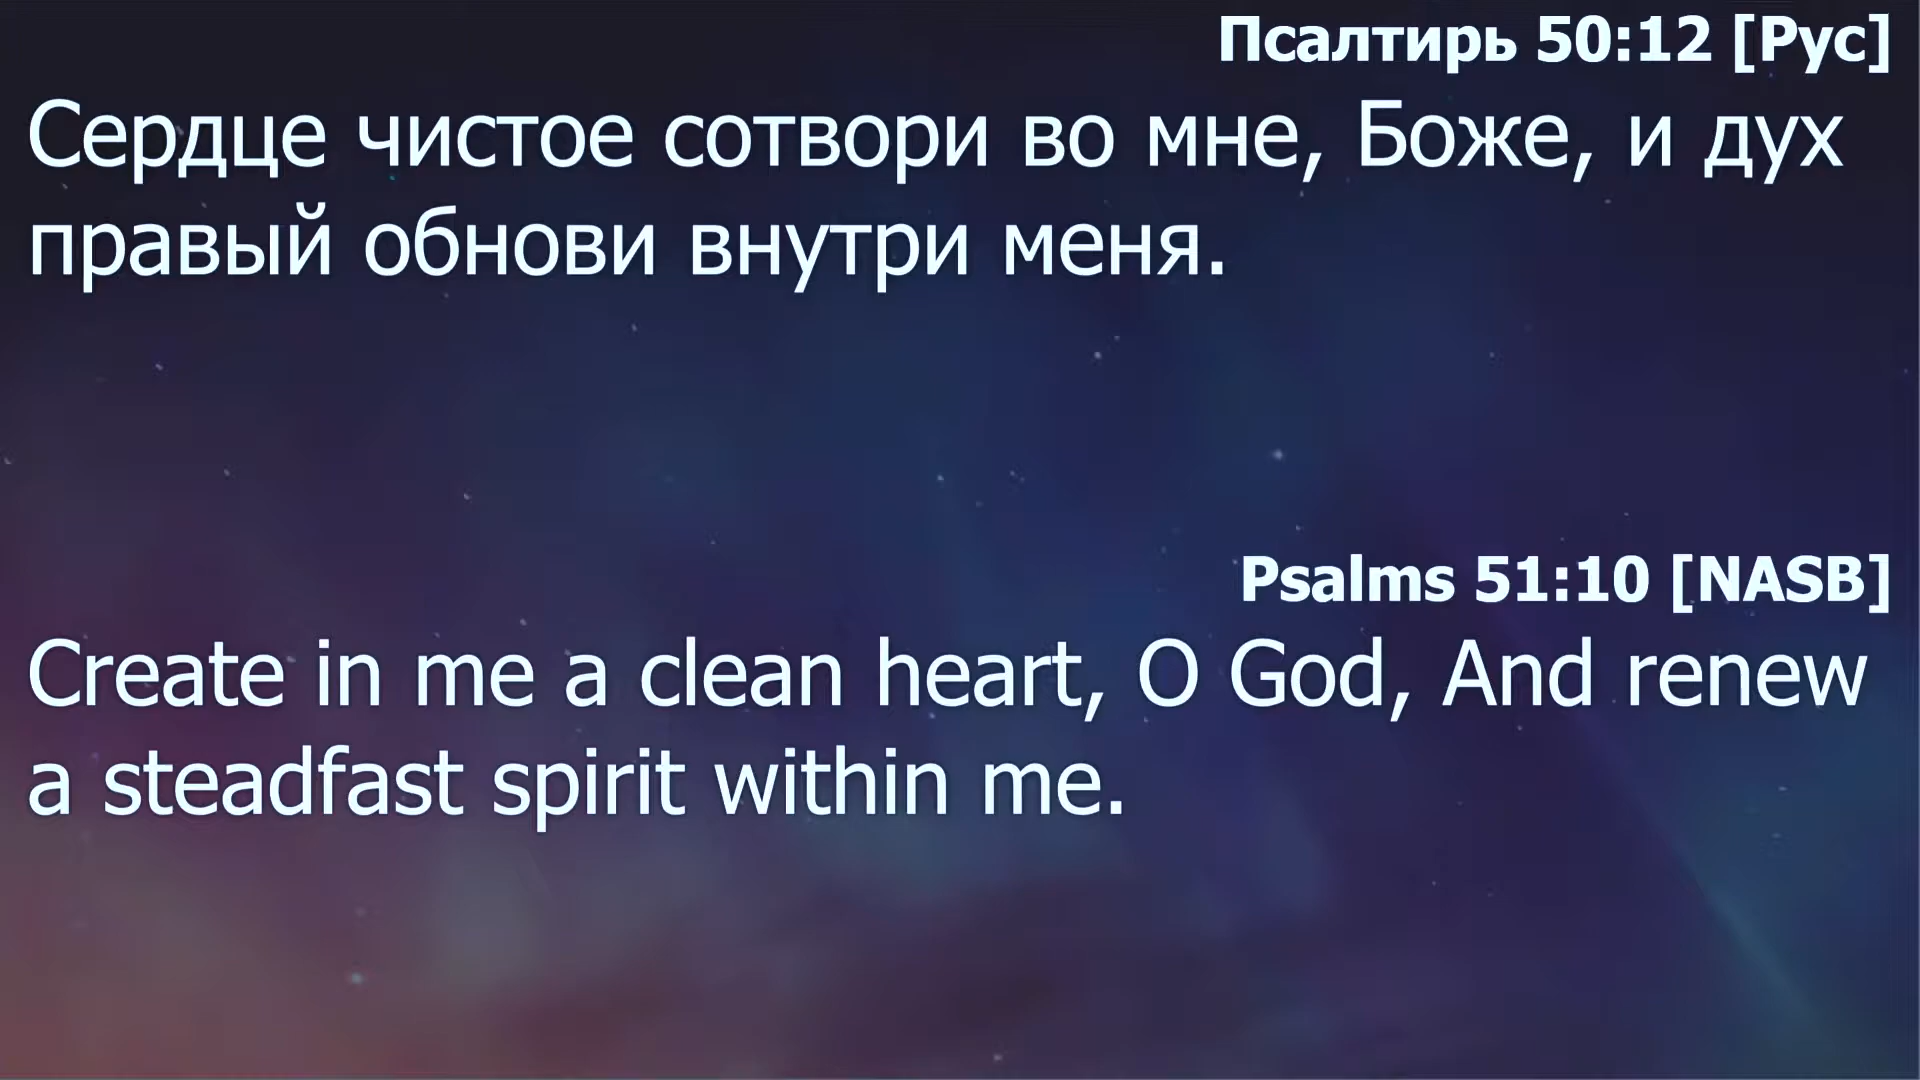 Псалтирь 50:12 [Рус]
Сердце чистое сотвори во мне, Боже, и дух
правый обнови внутри меня.
Psalms 51:10 [NASB]
Create in me a clean heart, O God, And renew
a steadfast spirit within me.